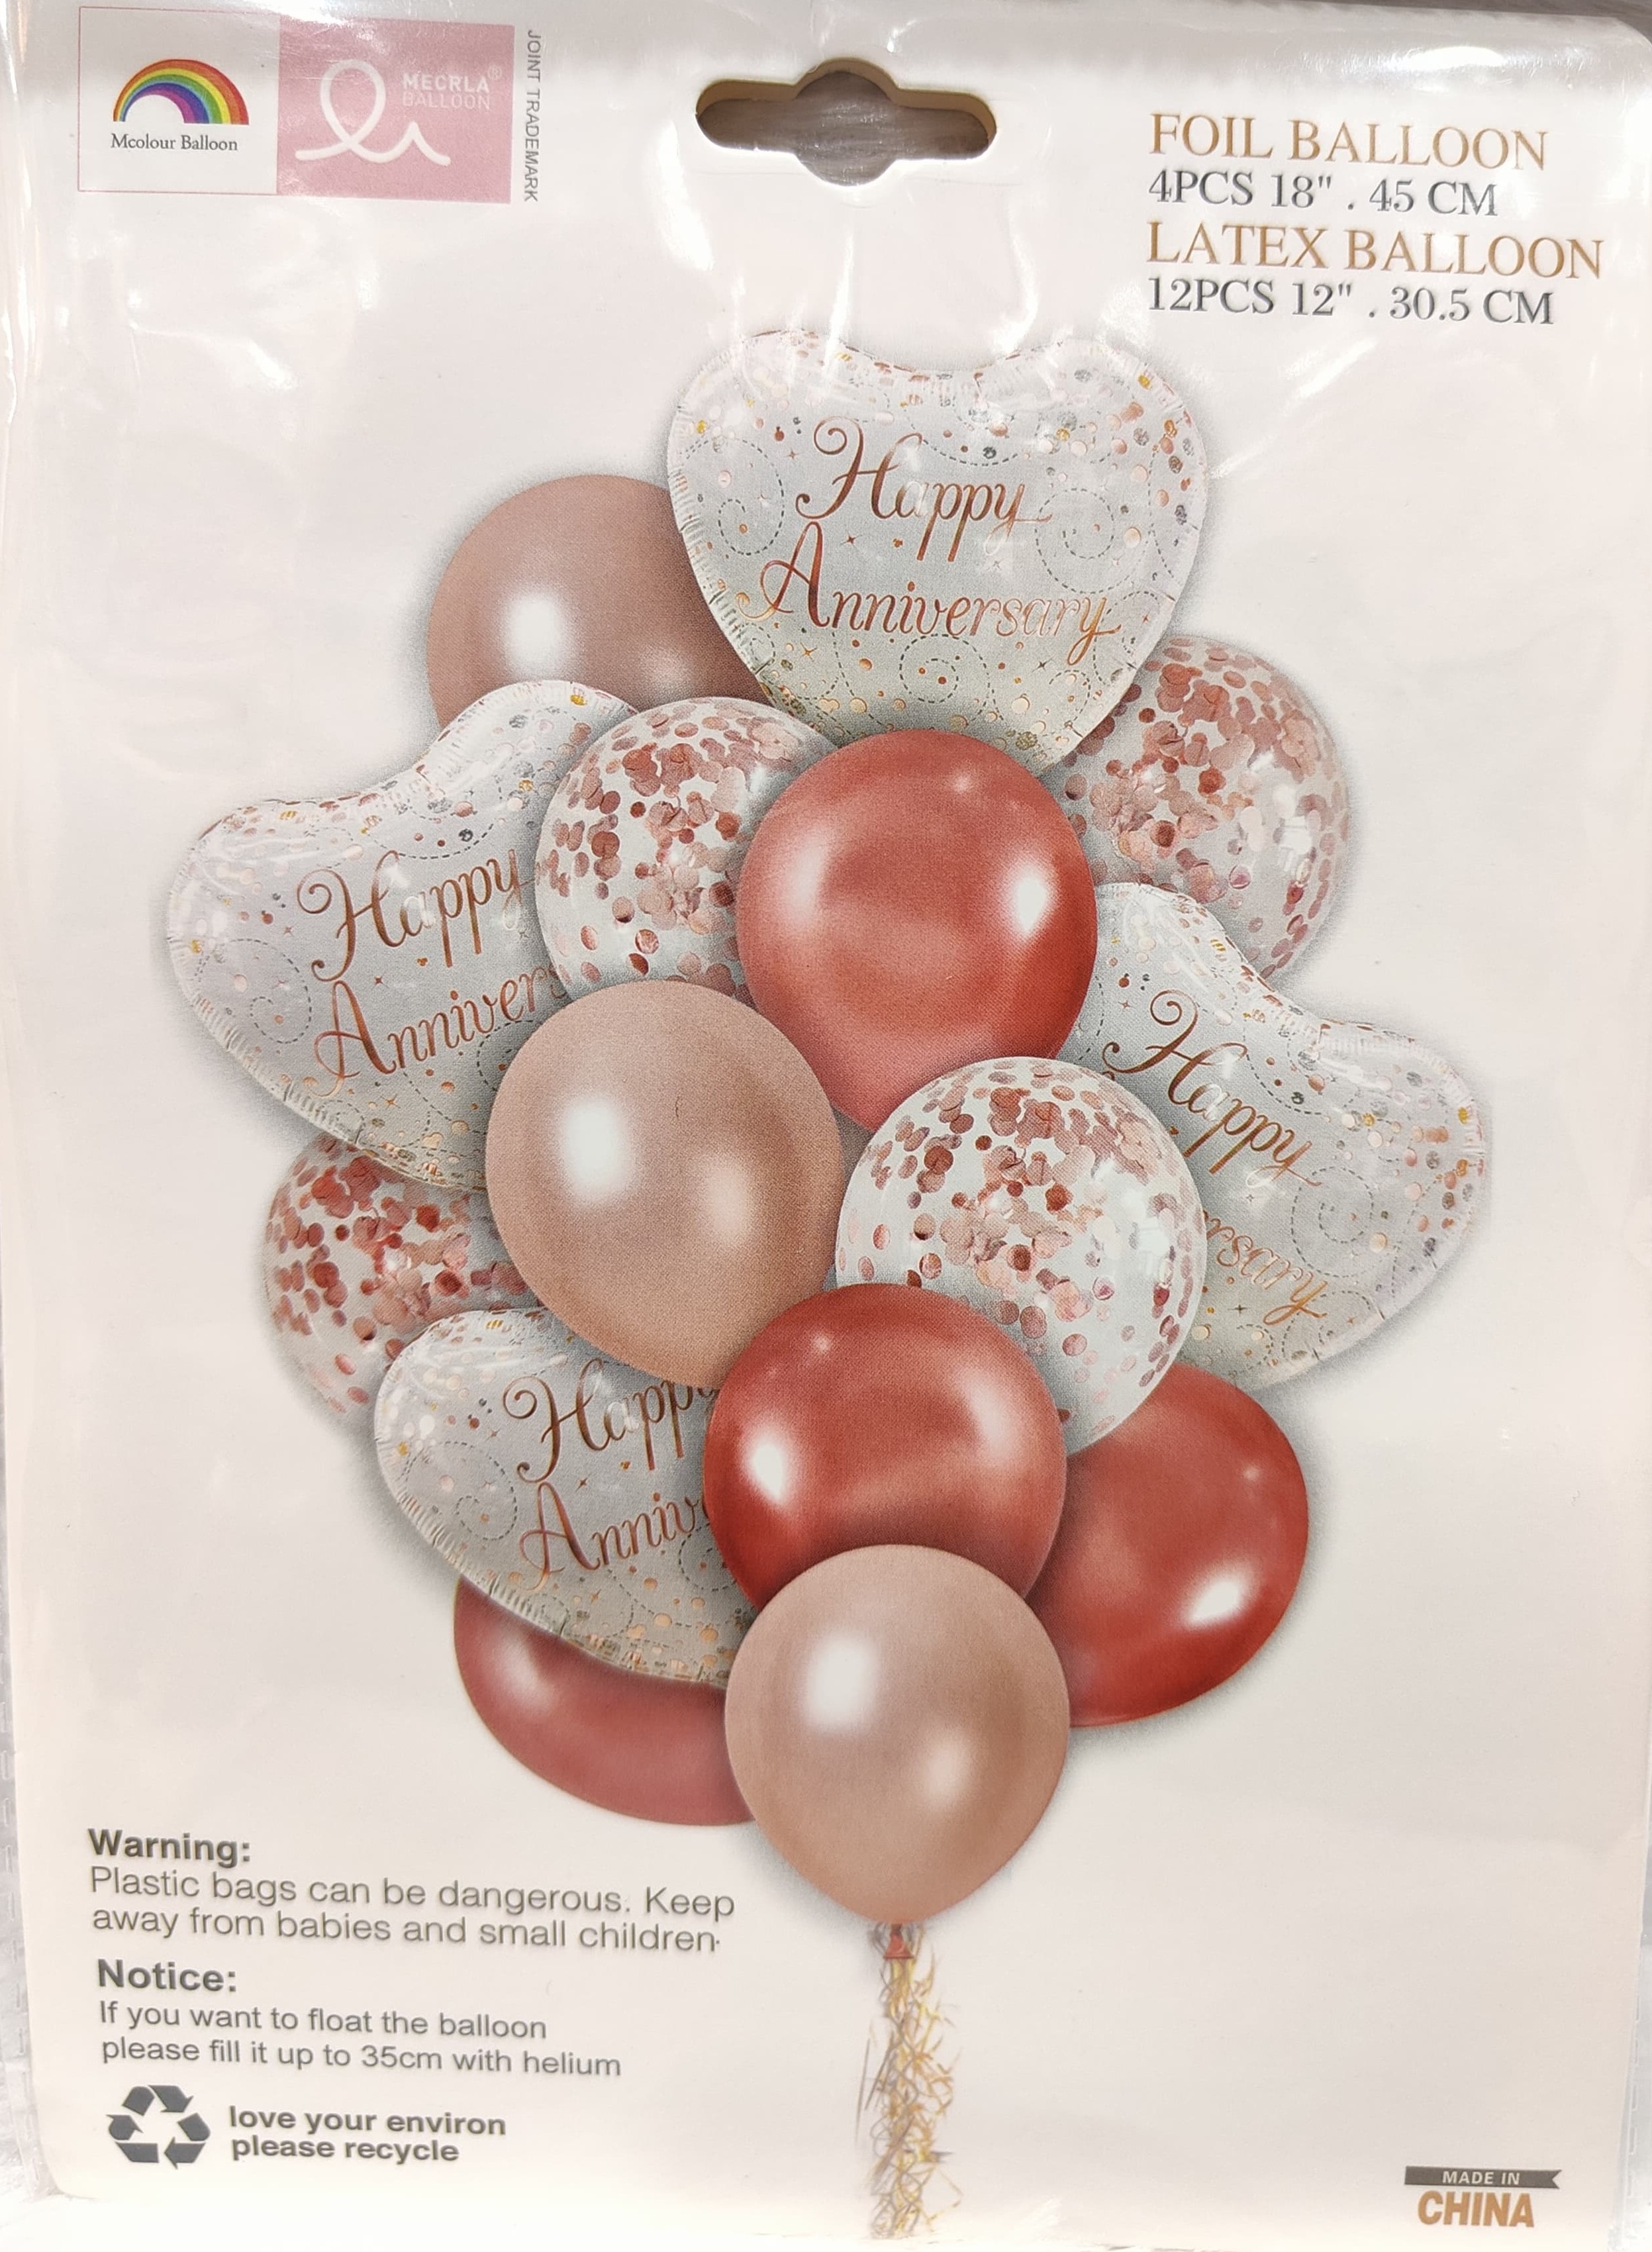 Mcolour Balloon
MECRLA®
BALLOON
JOINT TRADEMARK
FOIL BALLOON
4PCS 18" . 45 CM
LATEX BALLOON
12PCS 12" . 30.5 CM
Happy
Anniversary
Happy
Annivers
Happy
rsary
Happ
Anniv
Warning:
Plastic bags can be dangerous. Keep
away from babies and small children.
Notice:
If you want to float the balloon
please fill it up to 35cm with helium
love your environ
please recycle
MADE IN
CHINA